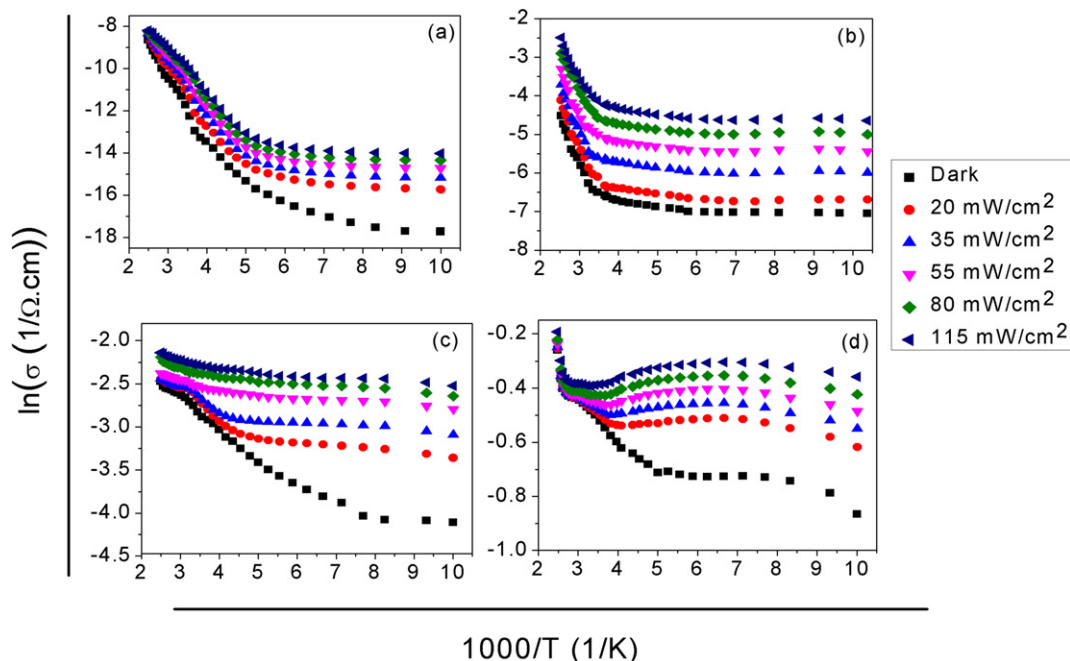 -8
-10
-12
-14
-16
-18
2 3 4 5 6 7 8 9 10
(a)
-2
-3
-4
-5
-6
-7
-8
2 3 4 5 6 7 8 9 10
(b)
-2.0
-2.5
-3.0
-3.5
-4.0
-4.5
2 3 4 5 6 7 8 9 10
(c)
-0.2
-0.4
-0.6
-0.8
-1.0
2 3 4 5 6 7 8 9 10
(d)
Dark
20 mW/cm²
35 mW/cm²
55 mW/cm²
80 mW/cm²
115 mW/cm²
ln(σ (1/Ω.cm))
1000/T (1/K)